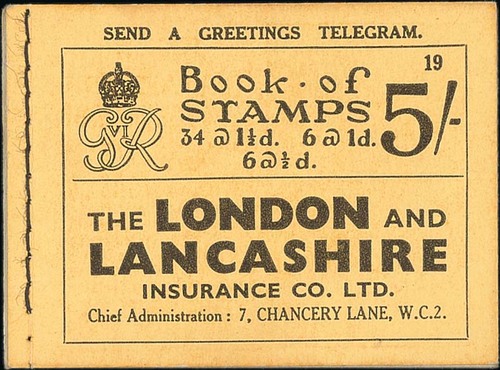 SEND A GREETINGS TELEGRAM.
19
GVIR
Book · of
STAMPS
5/-
34 @ 1½d. 6 @ 1d.
6 @ ½d.
THE LONDON AND
LANCASHIRE
INSURANCE CO. LTD.
Chief Administration : 7, CHANCERY LANE, W.C.2.